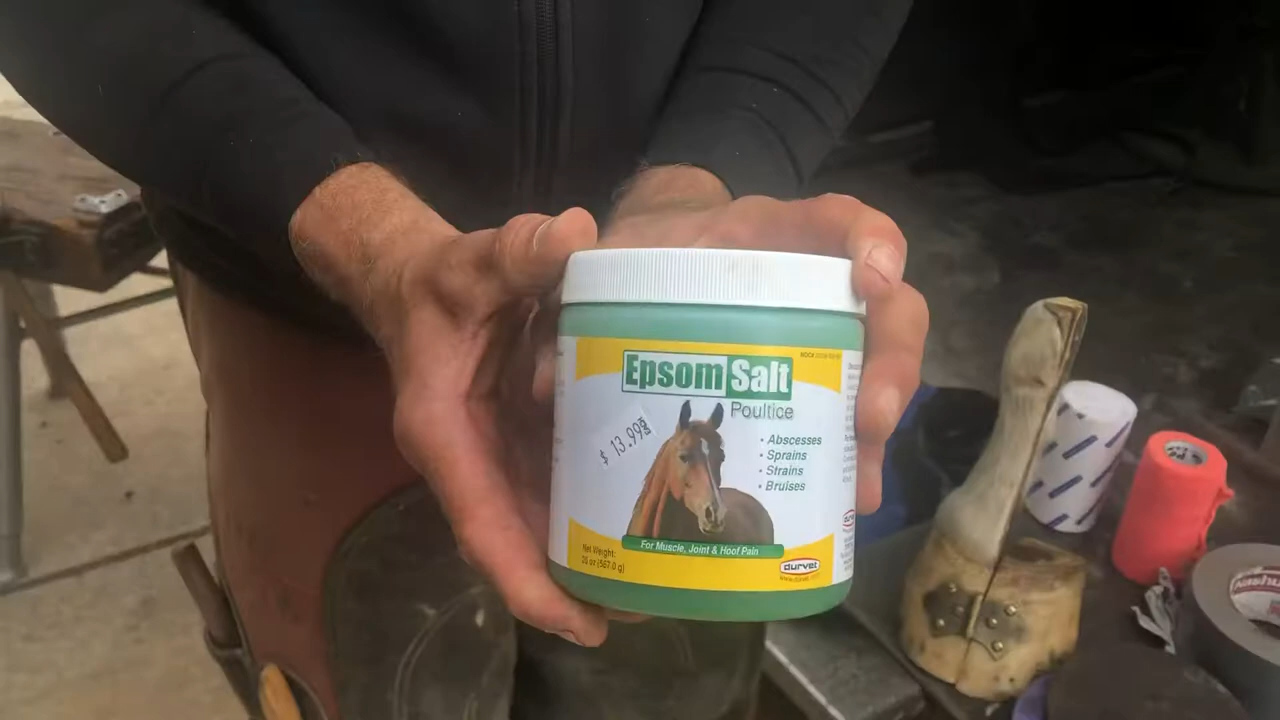 Epsom Salt
Poultice
$ 13.99
• Abscesses
• Sprains
• Strains
• Bruises
For Muscle, Joint & Hoof Pain
Net Weight:
20 oz (567.0 g)
durvet
Nashua